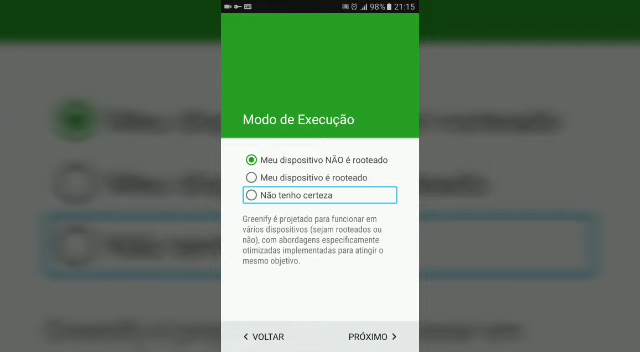 98% 21:15
Modo de Execução
Meu dispositivo NÃO é rooteado
Meu dispositivo é rooteado
Não tenho certeza
Greenify é projetado para funcionar em
vários dispositivos (sejam rooteados ou
não), com abordagens especificamente
otimizadas implementadas para atingir o
mesmo objetivo.
VOLTAR
PRÓXIMO